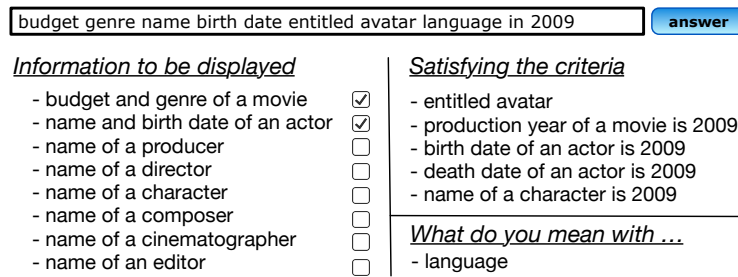 budget genre name birth date entitled avatar language in 2009
answer
Information to be displayed
- budget and genre of a movie
- name and birth date of an actor
- name of a producer
- name of a director
- name of a character
- name of a composer
- name of a cinematographer
- name of an editor
Satisfying the criteria
- entitled avatar
- production year of a movie is 2009
- birth date of an actor is 2009
- death date of an actor is 2009
- name of a character is 2009
What do you mean with ...
- language